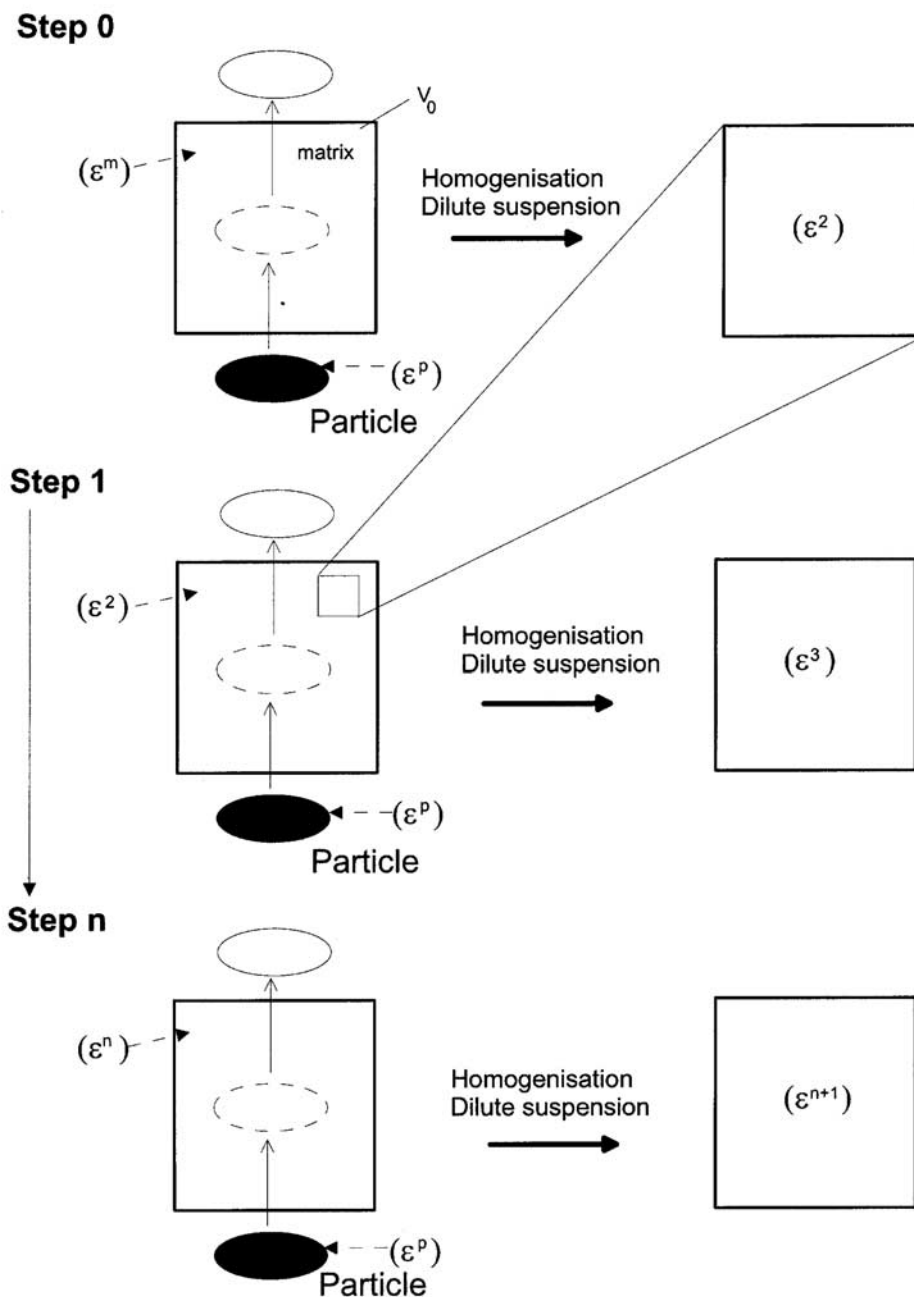 Step 0
V₀
(εᵐ)
matrix
Homogenisation
Dilute suspension
(ε²)
(εᵖ)
Particle
Step 1
(ε²)
Homogenisation
Dilute suspension
(ε³)
(εᵖ)
Particle
Step n
(εⁿ)
Homogenisation
Dilute suspension
(εⁿ⁺¹)
(εᵖ)
Particle